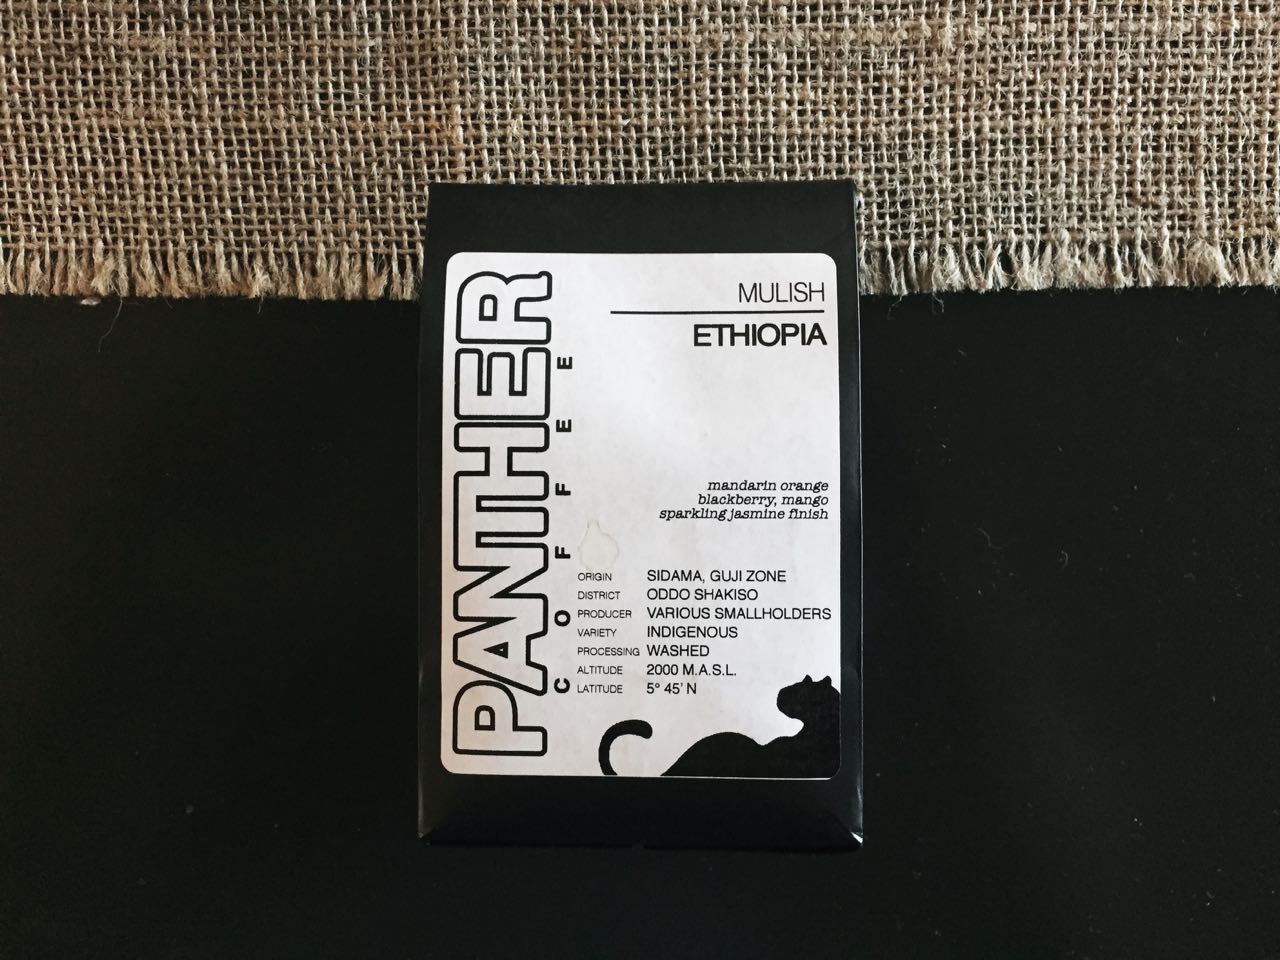 PANTHER
COFFEE
MULISH
ETHIOPIA
mandarin orange
blackberry, mango
sparkling jasmine finish
ORIGIN SIDAMA, GUJI ZONE
DISTRICT ODDO SHAKISO
PRODUCER VARIOUS SMALLHOLDERS
VARIETY INDIGENOUS
PROCESSING WASHED
ALTITUDE 2000 M.A.S.L.
LATITUDE 5° 45' N